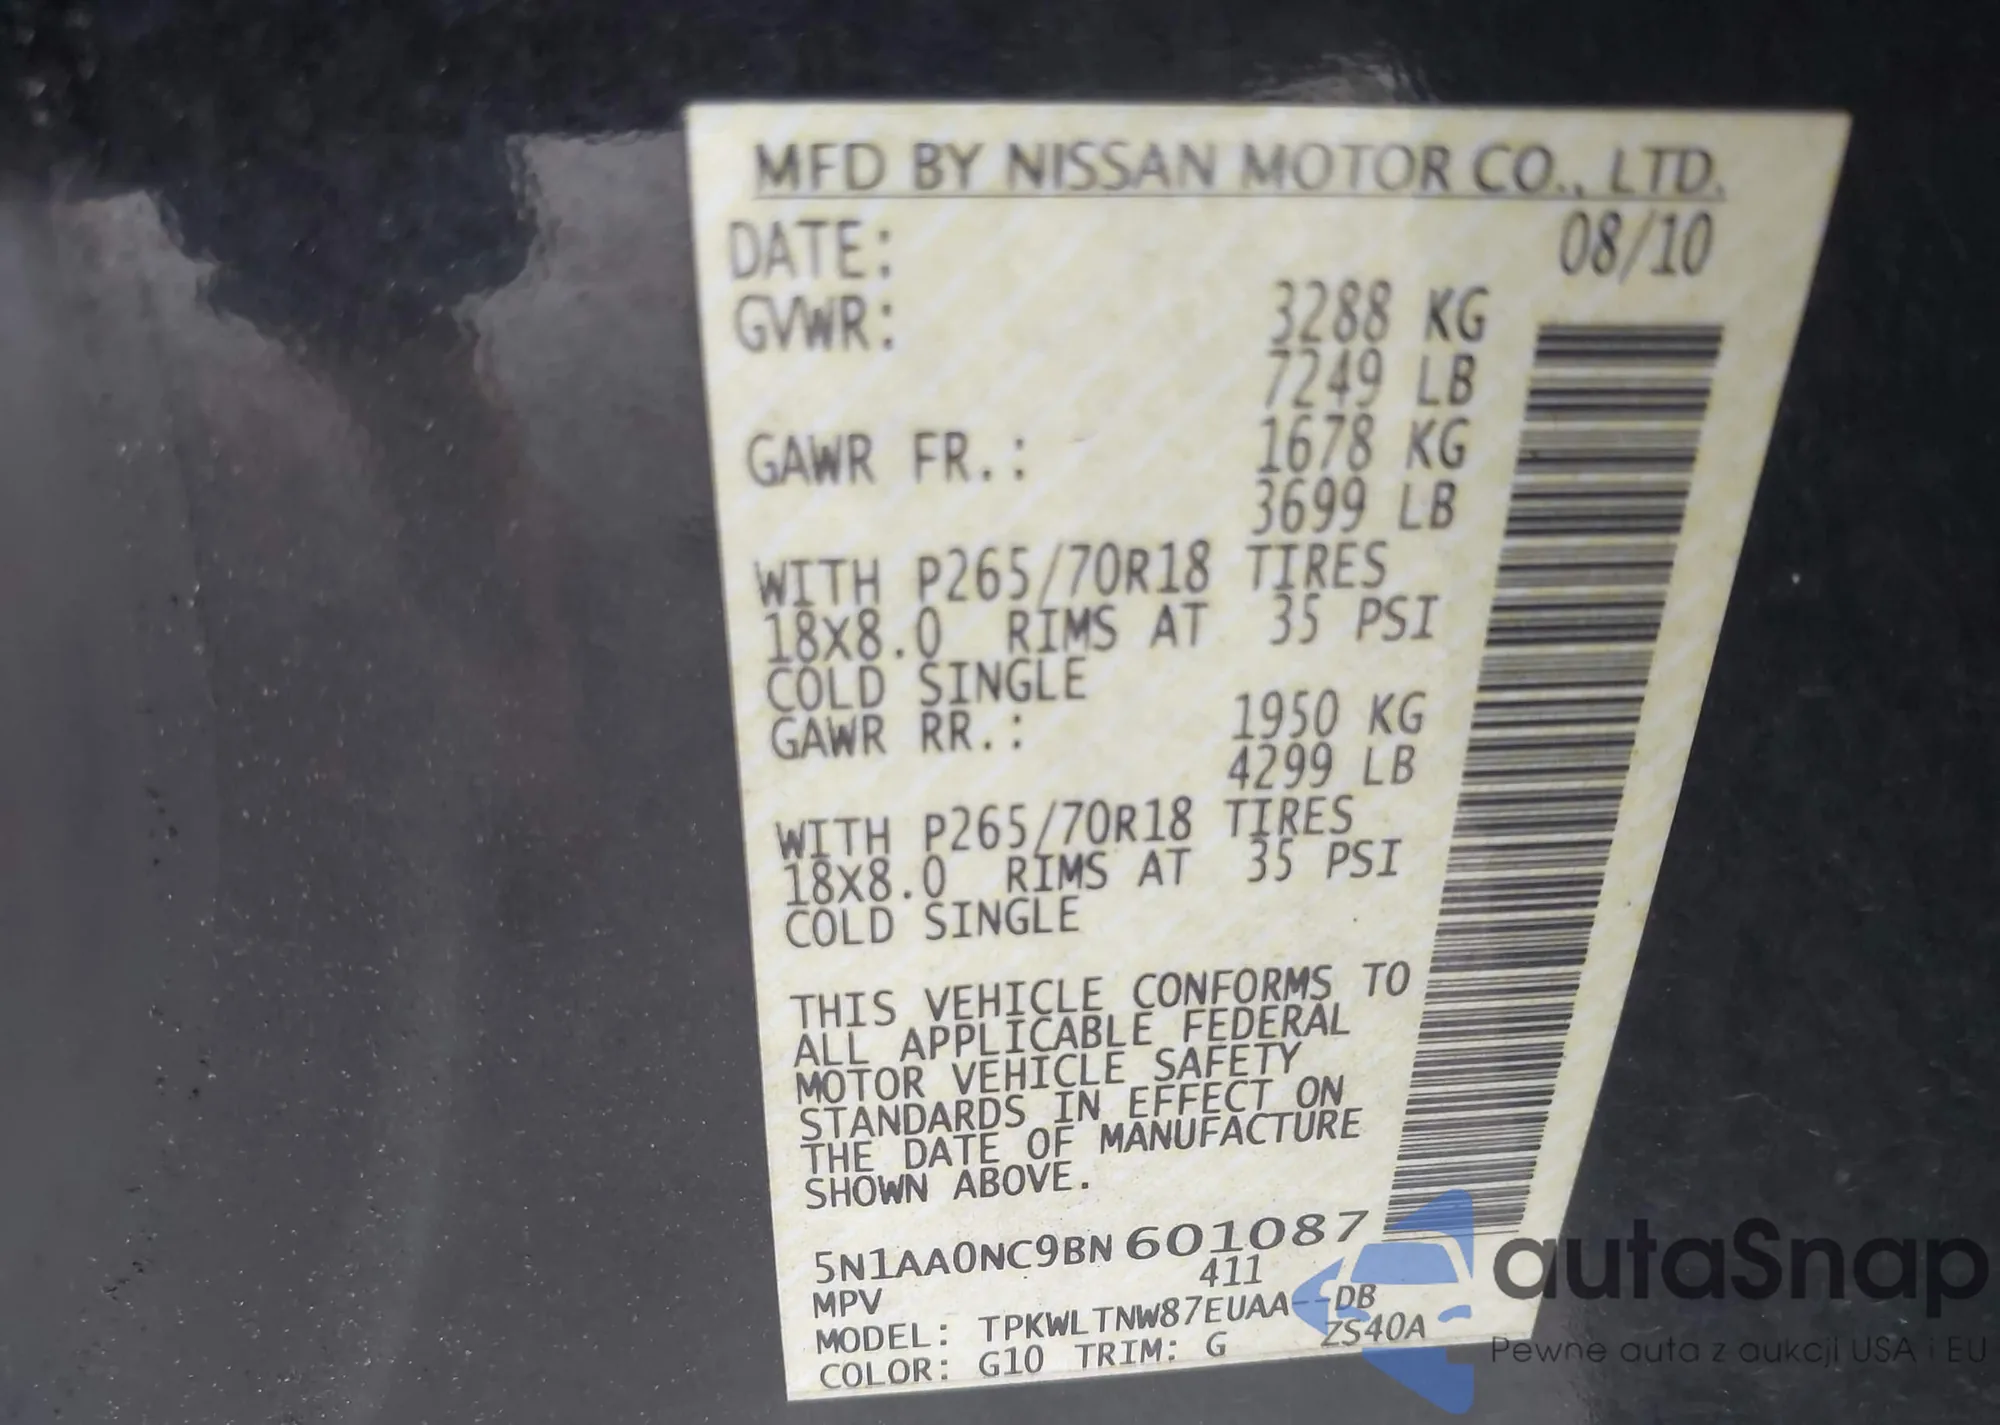 MFD BY NISSAN MOTOR CO., LTD.
DATE: 08/10
GVWR: 3288 KG
7249 LB
GAWR FR.: 1678 KG
3699 LB
WITH P265/70R18 TIRES
18X8.0 RIMS AT 35 PSI
COLD SINGLE
GAWR RR.: 1950 KG
4299 LB
WITH P265/70R18 TIRES
18X8.0 RIMS AT 35 PSI
COLD SINGLE
THIS VEHICLE CONFORMS TO
ALL APPLICABLE FEDERAL
MOTOR VEHICLE SAFETY
STANDARDS IN EFFECT ON
THE DATE OF MANUFACTURE
SHOWN ABOVE.
5N1AA0NC9BN601087
MPV 411
MODEL: TPKWLTNW87EUAA--DB
COLOR: G10 TRIM: G ZS40A
autaSnap
Pewne auta z aukcji USA i EU